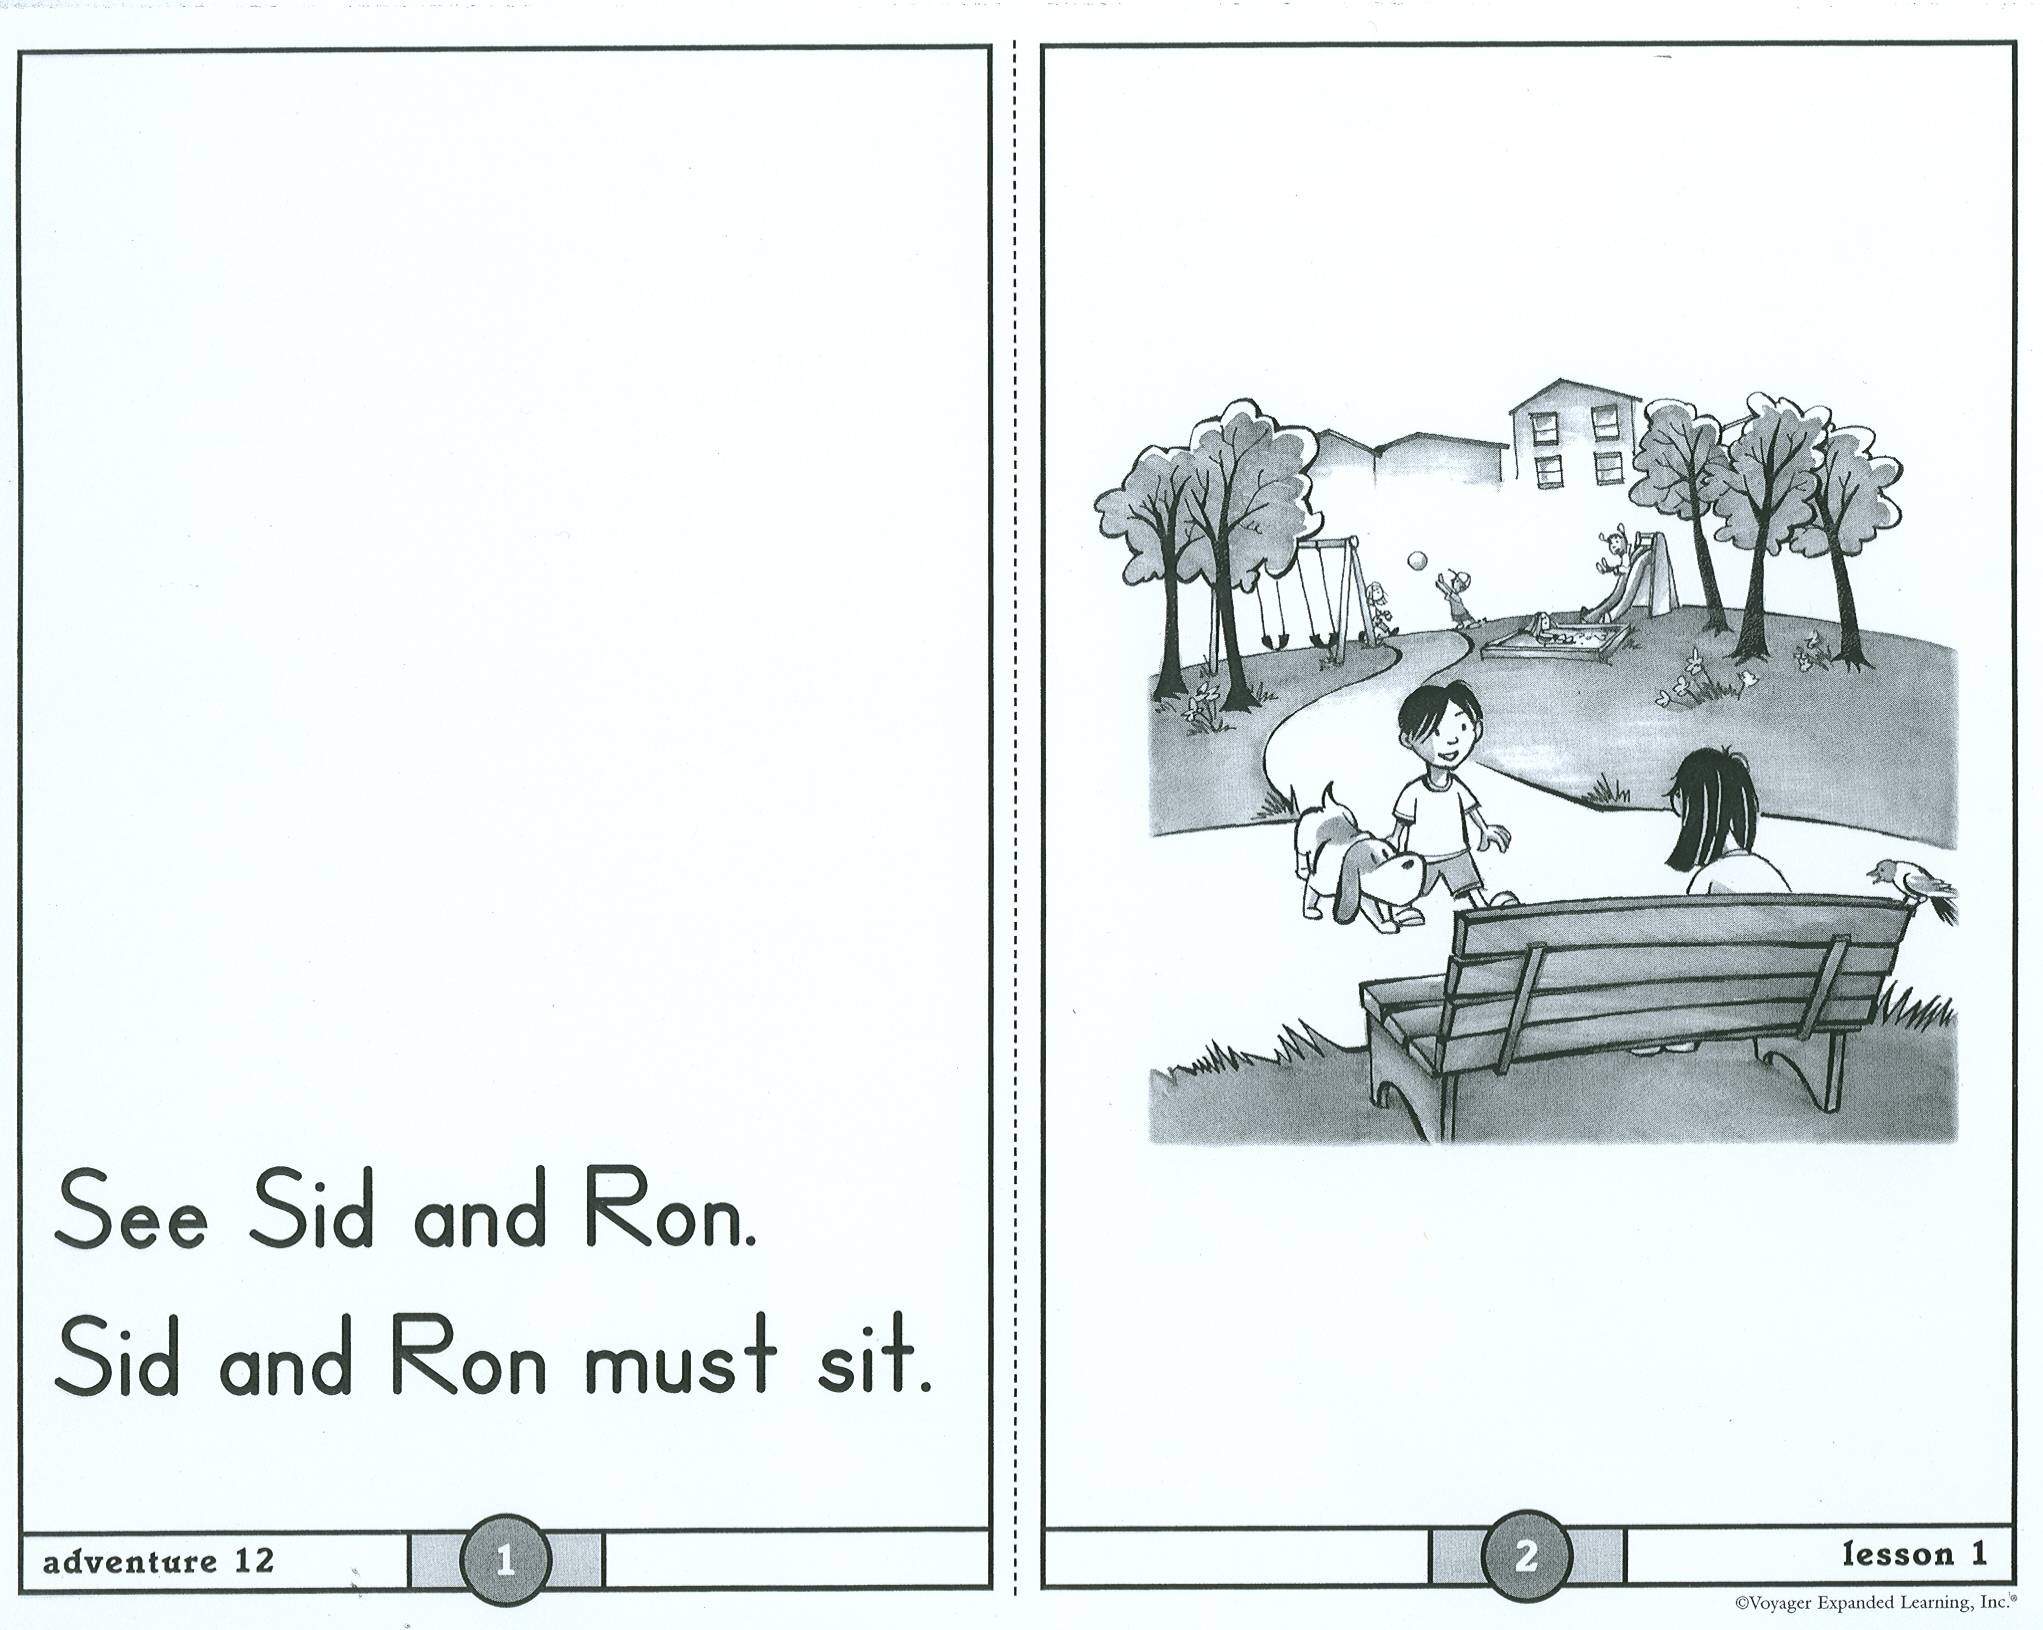 See Sid and Ron.
Sid and Ron must sit.
adventure 12
1
2
lesson 1
©Voyager Expanded Learning, Inc.®